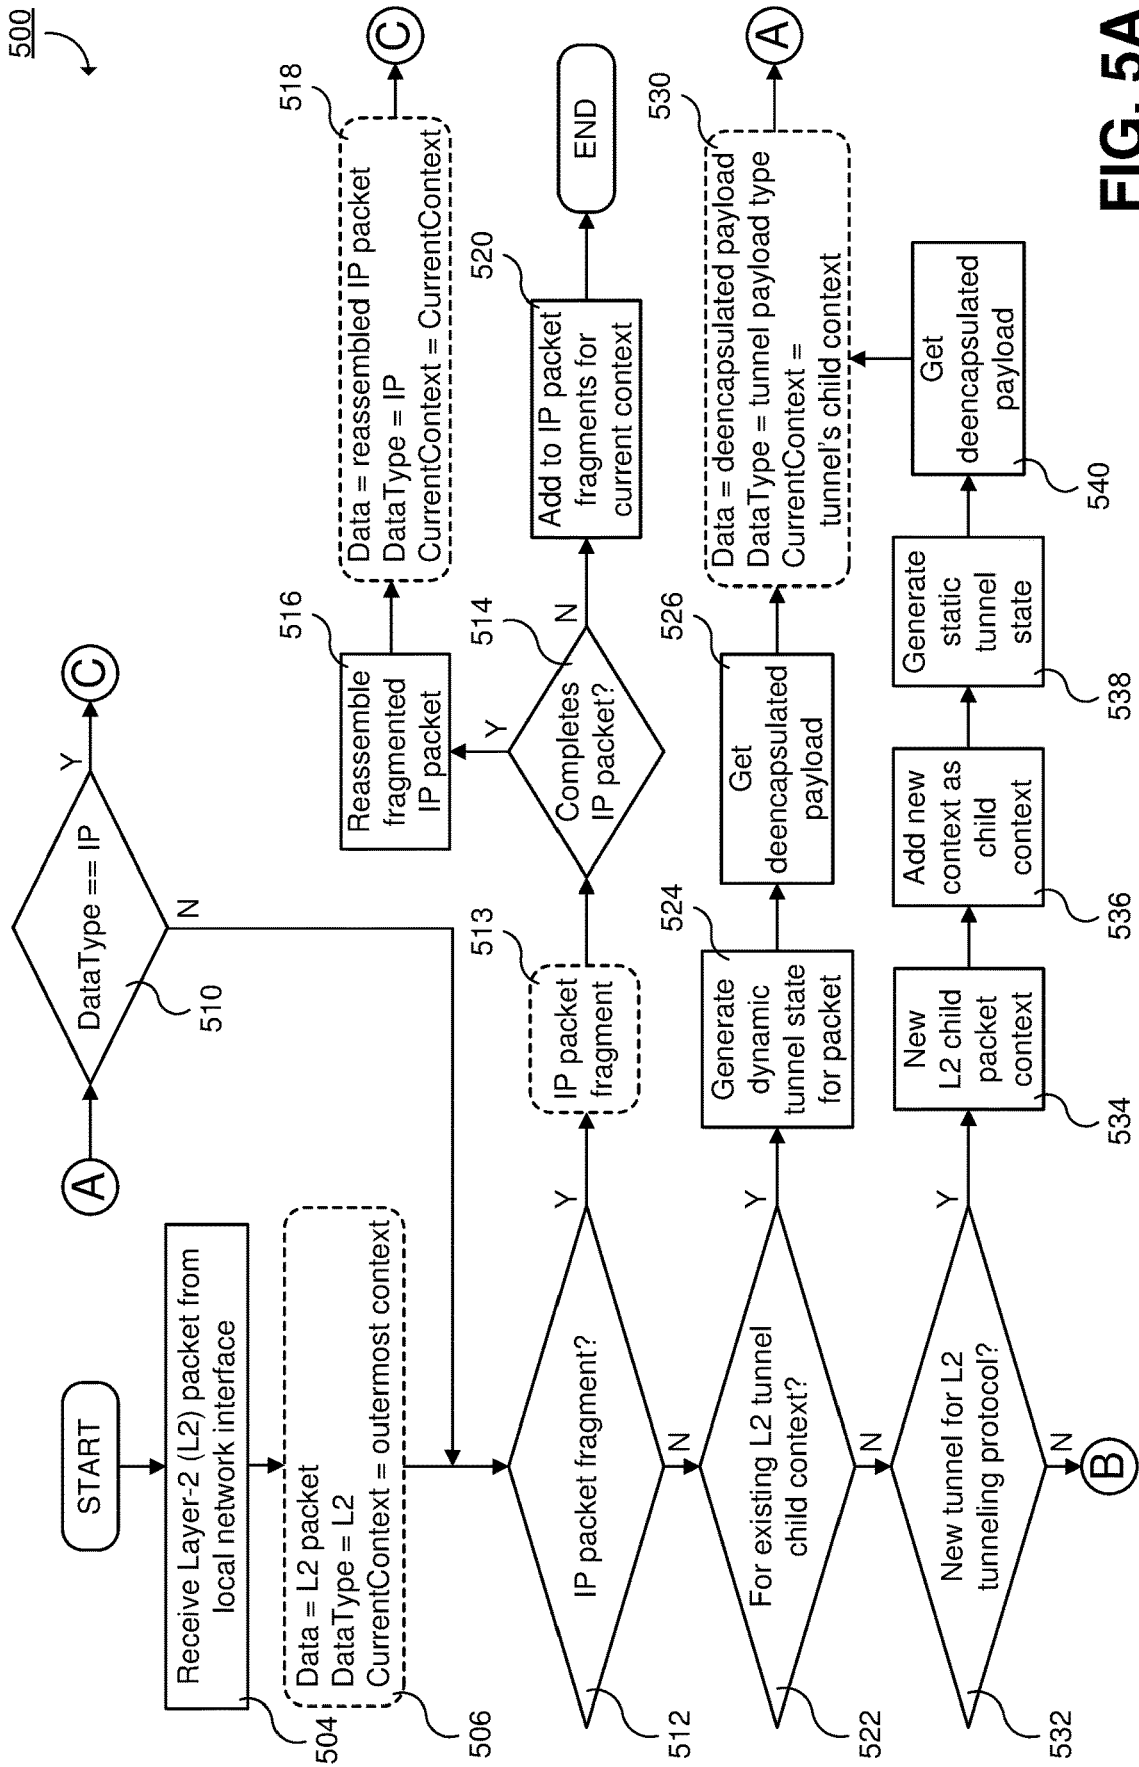 500
START
Receive Layer-2 (L2) packet from
local network interface
504
Data = L2 packet
DataType = L2
CurrentContext = outermost context
506
A
DataType == IP
510
Y
C
N
IP packet fragment?
512
Y
N
IP packet
fragment
513
Completes
IP packet?
514
Y
N
Reassemble
fragmented
IP packet
516
Data = reassembled IP packet
DataType = IP
CurrentContext = CurrentContext
518
C
Add to IP packet
fragments for
current context
520
END
For existing L2 tunnel
child context?
522
Y
N
Generate
dynamic
tunnel state
for packet
524
Get
deencapsulated
payload
526
Data = deencapsulated payload
DataType = tunnel payload type
CurrentContext =
tunnel's child context
530
A
New tunnel for L2
tunneling protocol?
532
Y
N
B
New
L2 child
packet
context
534
Add new
context as
child
context
536
Generate
static
tunnel
state
538
Get
deencapsulated
payload
540
FIG. 5A